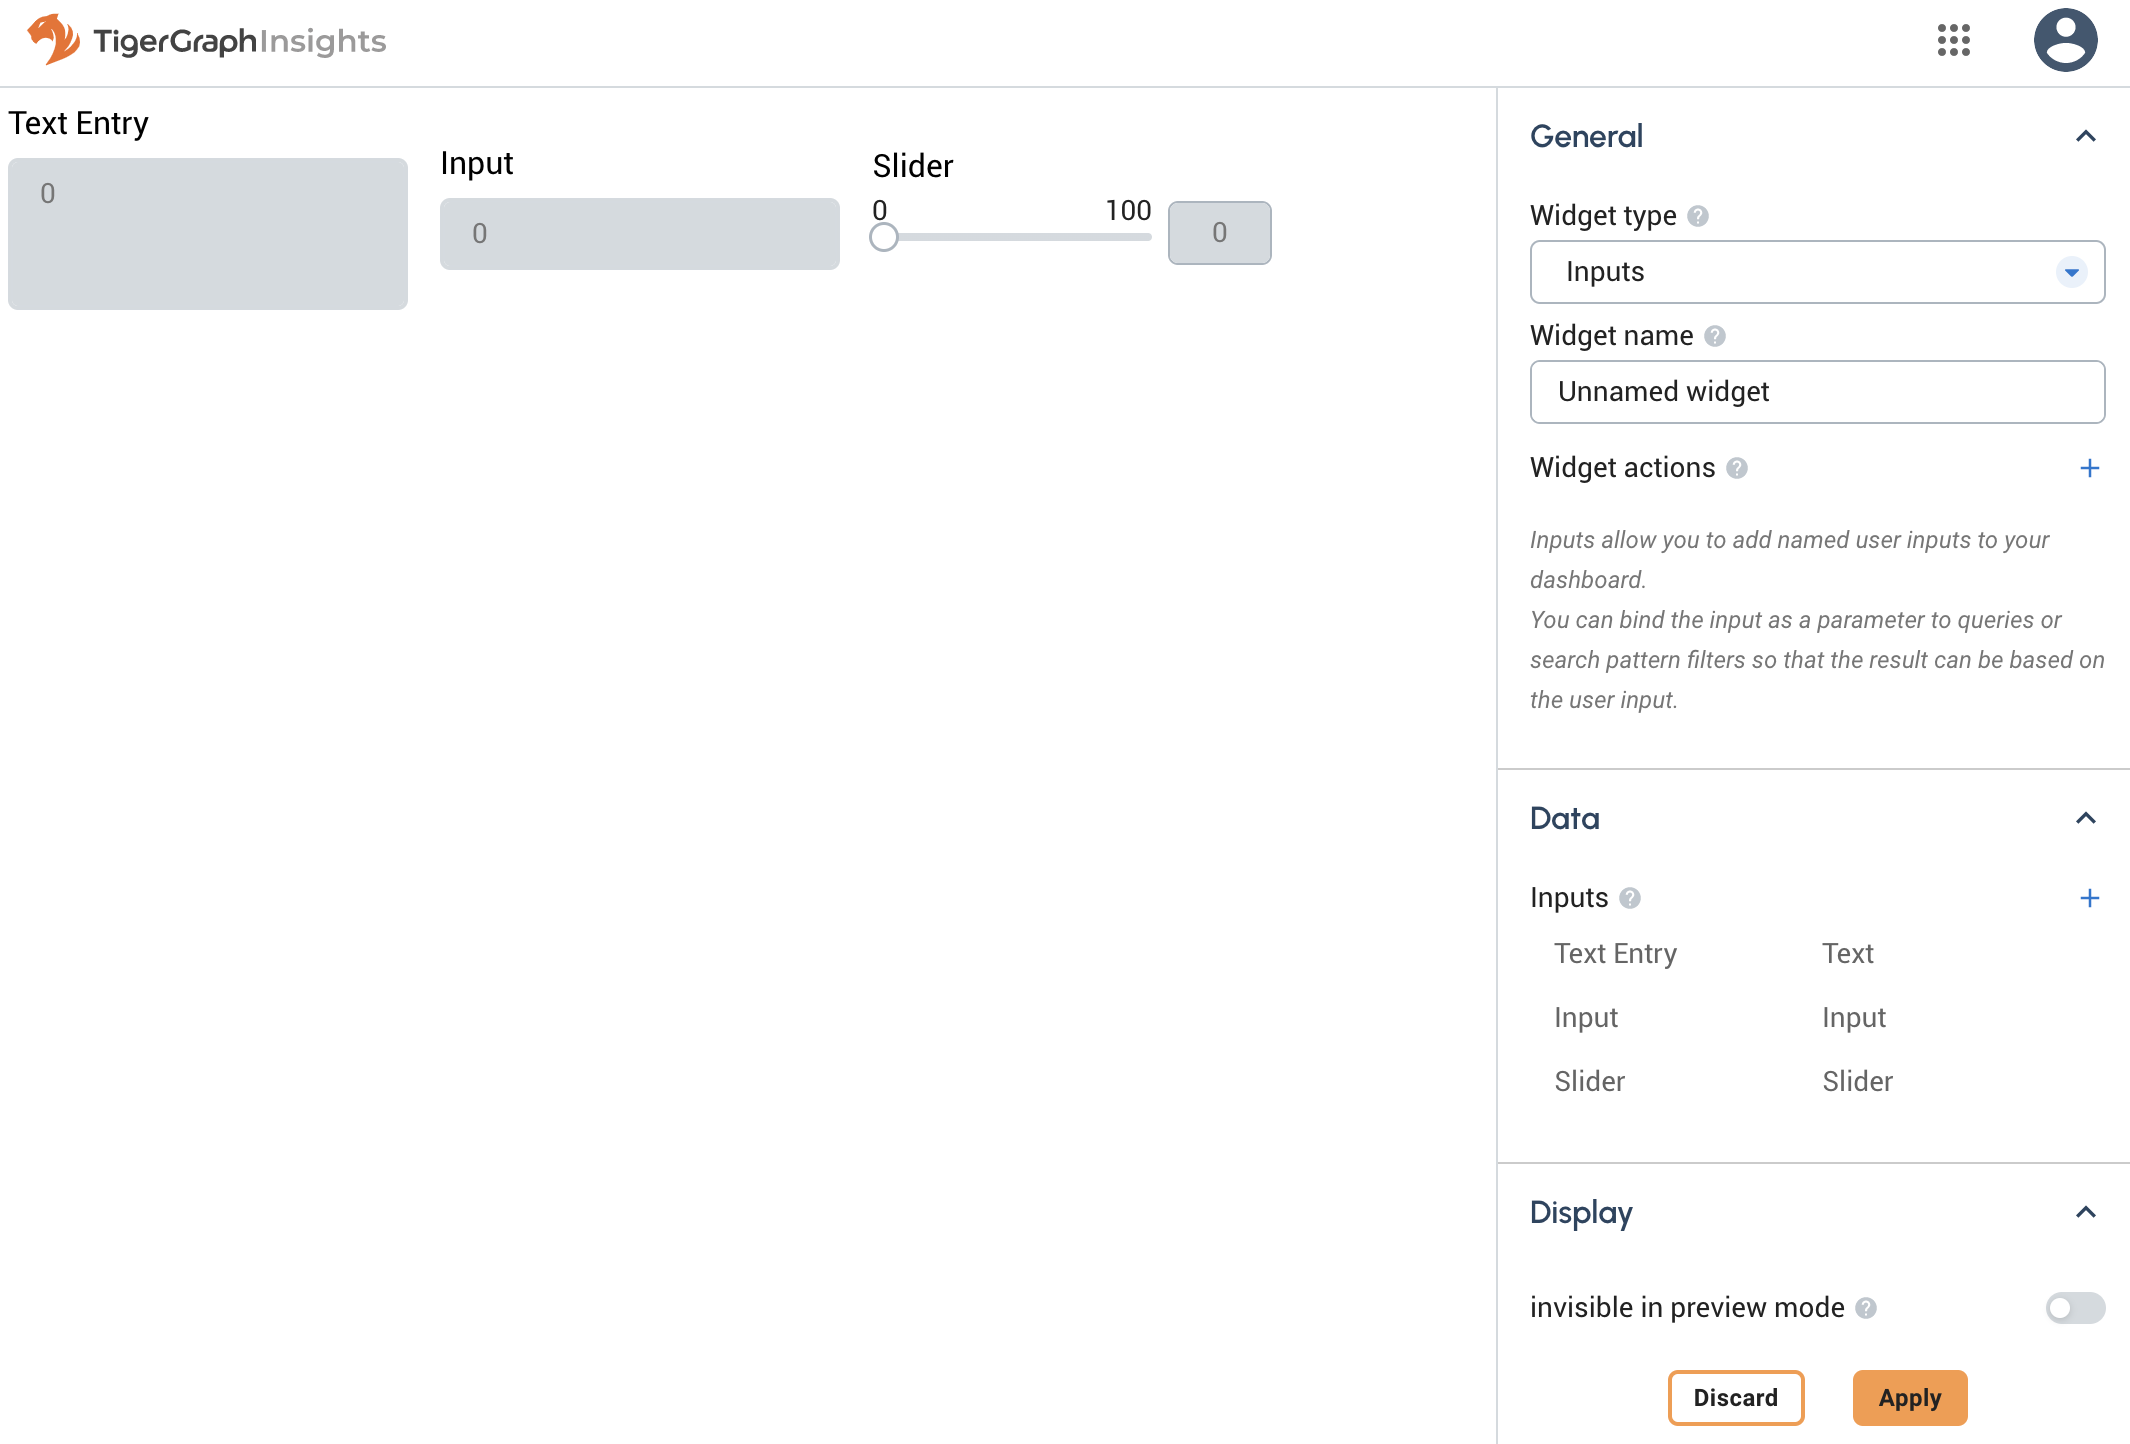 TigerGraphInsights
Text Entry
0
Input
0
Slider
0 100
0
General
Widget type ?
Inputs
Widget name ?
Unnamed widget
Widget actions ? +
Inputs allow you to add named user inputs to your
dashboard.
You can bind the input as a parameter to queries or
search pattern filters so that the result can be based on
the user input.
Data
Inputs ? +
Text Entry Text
Input Input
Slider Slider
Display
invisible in preview mode ?
Discard Apply